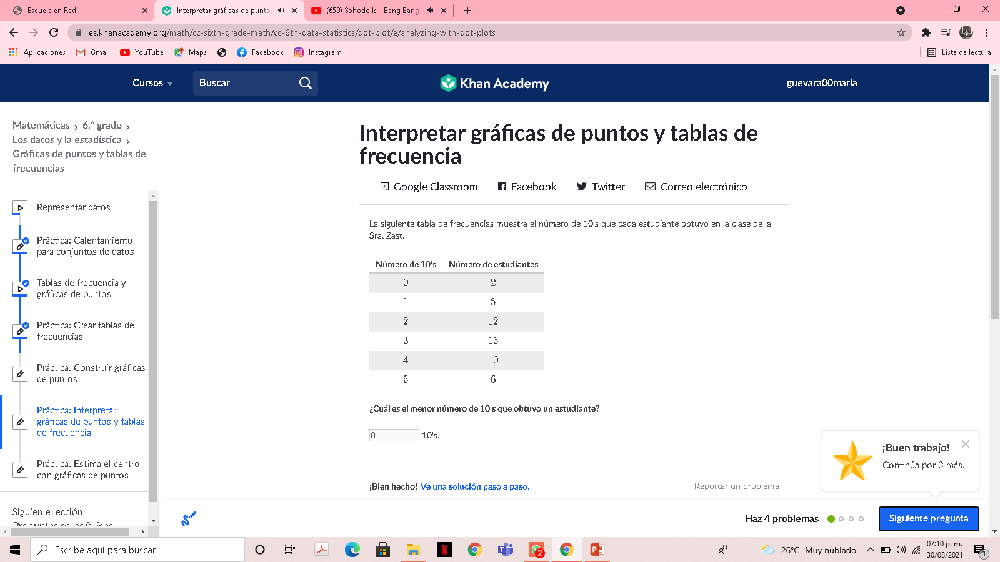 Escuela en Red
Interpretar gráficas de puntos
(659) Sohodolls - Bang Bang
es.khanacademy.org/math/cc-sixth-grade-math/cc-6th-data-statistics/dot-plot/e/analyzing-with-dot-plots
Aplicaciones Gmail YouTube Maps Facebook Instagram Lista de lectura
Cursos Buscar Khan Academy guevara00maria
Matemáticas > 6.º grado >
Los datos y la estadística >
Gráficas de puntos y tablas de
frecuencias
Representar datos
Práctica: Calentamiento
para conjuntos de datos
Tablas de frecuencia y
gráficas de puntos
Práctica: Crear tablas de
frecuencias
Práctica: Construir gráficas
de puntos
Práctica: Interpretar
gráficas de puntos y tablas
de frecuencia
Práctica: Estima el centro
con gráficas de puntos
Siguiente lección
Preguntas estadísticas
Interpretar gráficas de puntos y tablas de
frecuencia
Google Classroom Facebook Twitter Correo electrónico
La siguiente tabla de frecuencias muestra el número de 10's que cada estudiante obtuvo en la clase de la
Sra. Zast.
Número de 10's Número de estudiantes
0 2
1 5
2 12
3 15
4 10
5 6
¿Cuál es el menor número de 10's que obtuvo un estudiante?
0 10's.
¡Bien hecho! Ve una solución paso a paso. Reportar un problema
¡Buen trabajo!
Continúa por 3 más.
Haz 4 problemas Siguiente pregunta
Escribe aquí para buscar
2
26°C Muy nublado
07:10 p. m.
30/08/2021
1